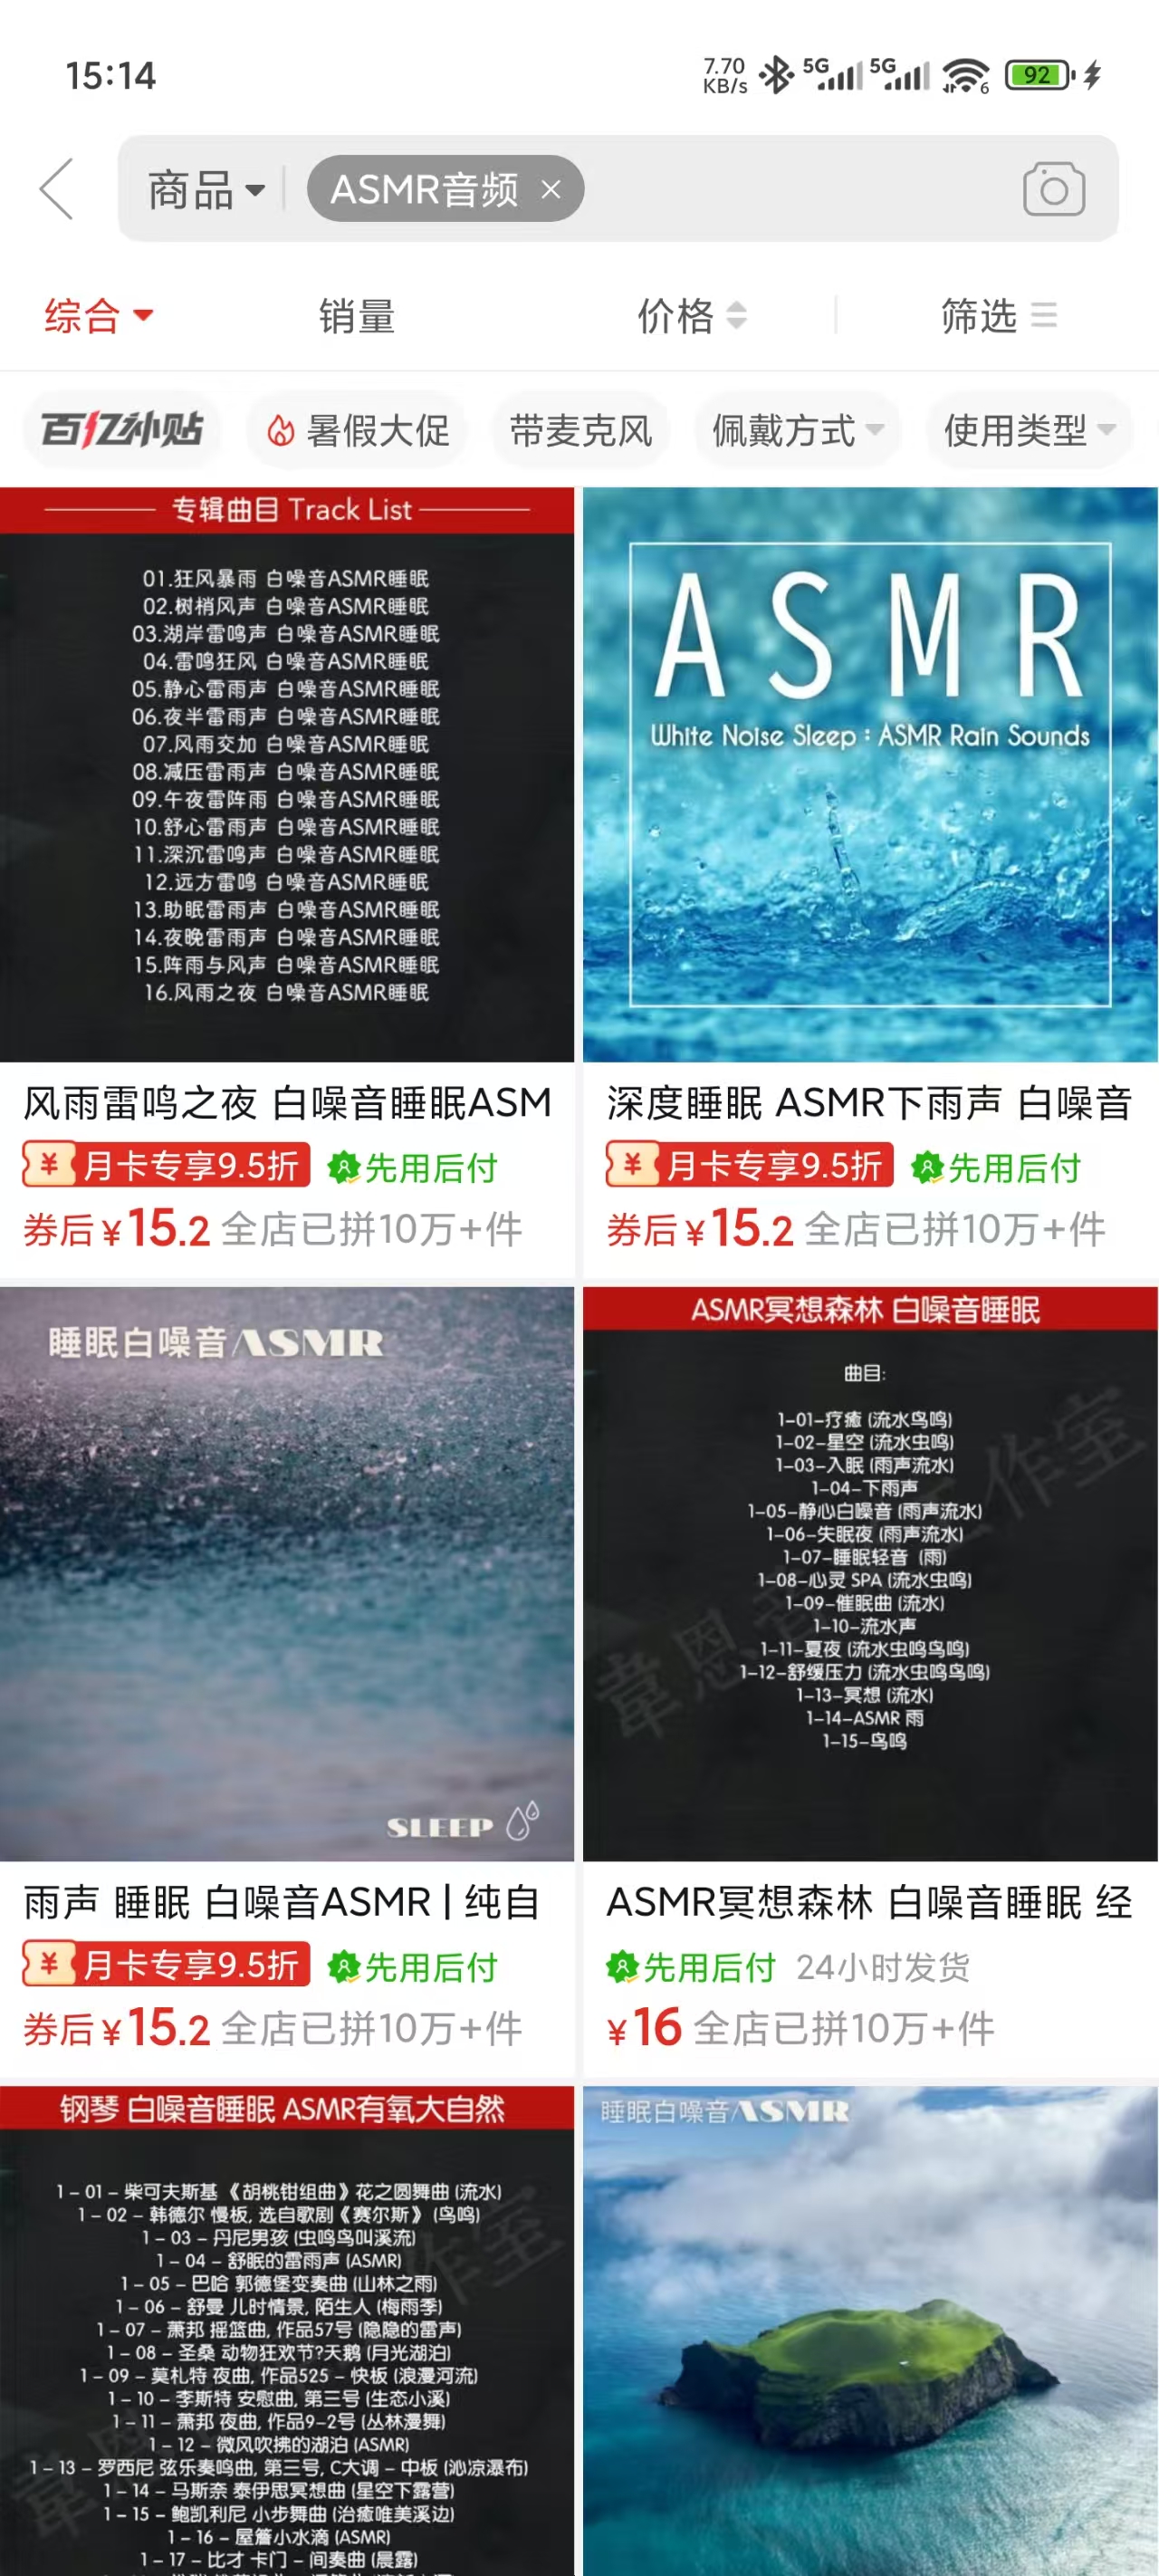 15:14
7.70 KB/s 5G 5G 6 92
商品 ASMR音频 ×
综合 销量 价格 筛选
百亿补贴 暑假大促 带麦克风 佩戴方式 使用类型
专辑曲目 Track List
01.狂风暴雨 白噪音ASMR睡眠
02.树梢风声 白噪音ASMR睡眠
03.湖岸雷鸣声 白噪音ASMR睡眠
04.雷鸣狂风 白噪音ASMR睡眠
05.静心雷雨声 白噪音ASMR睡眠
06.夜半雷雨声 白噪音ASMR睡眠
07.风雨交加 白噪音ASMR睡眠
08.减压雷雨声 白噪音ASMR睡眠
09.午夜雷阵雨 白噪音ASMR睡眠
10.舒心雷雨声 白噪音ASMR睡眠
11.深沉雷鸣声 白噪音ASMR睡眠
12.远方雷鸣 白噪音ASMR睡眠
13.助眠雷雨声 白噪音ASMR睡眠
14.夜晚雷雨声 白噪音ASMR睡眠
15.阵雨与风声 白噪音ASMR睡眠
16.风雨之夜 白噪音ASMR睡眠
风雨雷鸣之夜 白噪音睡眠ASM
¥ 月卡专享9.5折 先用后付
券后¥15.2 全店已拼10万+件
ASMR
White Noise Sleep : ASMR Rain Sounds
深度睡眠 ASMR下雨声 白噪音
¥ 月卡专享9.5折 先用后付
券后¥15.2 全店已拼10万+件
睡眠白噪音ASMR
SLEEP
雨声 睡眠 白噪音ASMR | 纯自
¥ 月卡专享9.5折 先用后付
券后¥15.2 全店已拼10万+件
ASMR冥想森林 白噪音睡眠
曲目:
1-01-疗癒 (流水鸟鸣)
1-02-星空 (流水虫鸣)
1-03-入眠 (雨声流水)
1-04-下雨声
1-05-静心白噪音 (雨声流水)
1-06-失眠夜 (雨声流水)
1-07-睡眠轻音 (雨)
1-08-心灵 SPA (流水虫鸣)
1-09-催眠曲 (流水)
1-10-流水声
1-11-夏夜 (流水虫鸣鸟鸣)
1-12-舒缓压力 (流水虫鸣鸟鸣)
1-13-冥想 (流水)
1-14-ASMR 雨
1-15-鸟鸣
ASMR冥想森林 白噪音睡眠 经
先用后付 24小时发货
¥16 全店已拼10万+件
钢琴 白噪音睡眠 ASMR有氧大自然
1 - 01 - 柴可夫斯基 《胡桃钳组曲》花之圆舞曲 (流水)
1 - 02 - 韩德尔 慢板, 选自歌剧《赛尔斯》 (鸟鸣)
1 - 03 - 丹尼男孩 (虫鸣鸟叫溪流)
1 - 04 - 舒眠的雷雨声 (ASMR)
1 - 05 - 巴哈 郭德堡变奏曲 (山林之雨)
1 - 06 - 舒曼 儿时情景, 陌生人 (梅雨季)
1 - 07 - 萧邦 摇篮曲, 作品57号 (隐隐的雷声)
1 - 08 - 圣桑 动物狂欢节?天鹅 (月光湖泊)
1 - 09 - 莫札特 夜曲, 作品525 - 快板 (浪漫河流)
1 - 10 - 李斯特 安慰曲, 第三号 (生态小溪)
1 - 11 - 萧邦 夜曲, 作品9-2号 (丛林漫舞)
1 - 12 - 微风吹拂的湖泊 (ASMR)
1 - 13 - 罗西尼 弦乐奏鸣曲, 第三号, C大调 - 中板 (沁凉瀑布)
1 - 14 - 马斯奈 泰伊思冥想曲 (星空下露营)
1 - 15 - 鲍凯利尼 小步舞曲 (治癒唯美溪边)
1 - 16 - 屋簷小水滴 (ASMR)
1 - 17 - 比才 卡门 - 间奏曲 (晨露)
睡眠白噪音ASMR